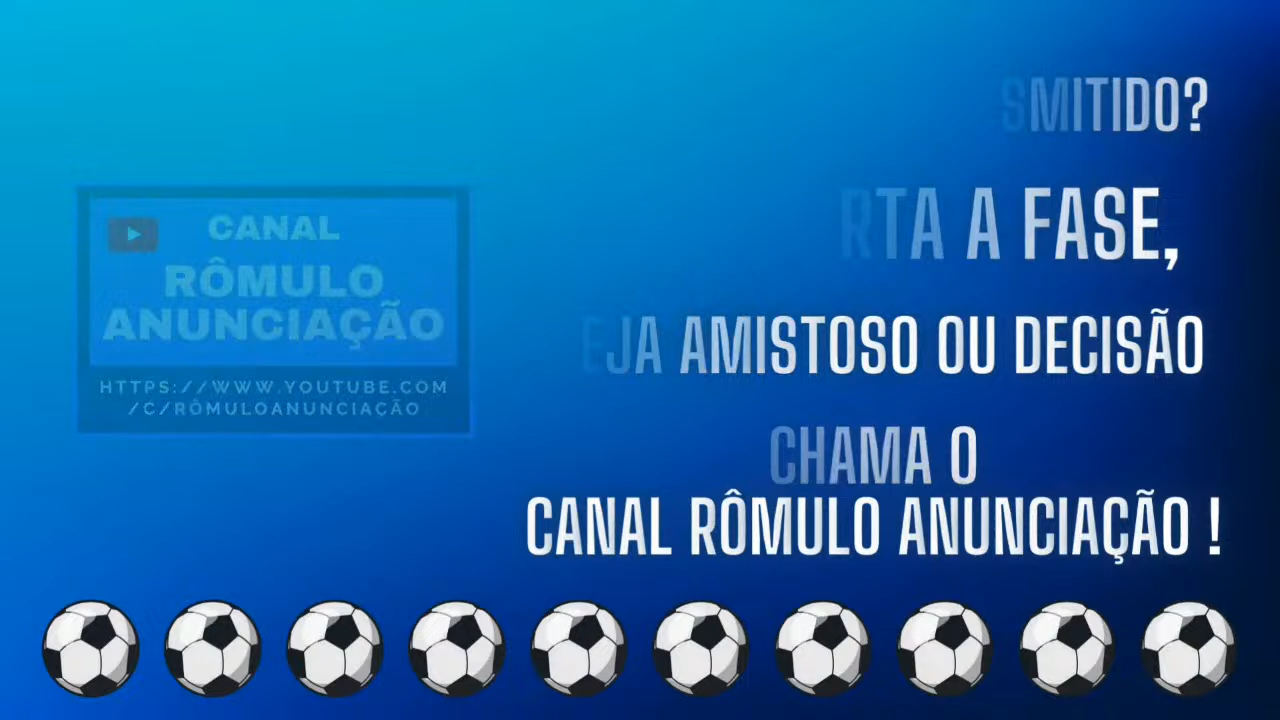 CANAL
RÔMULO
ANUNCIAÇÃO
HTTPS://WWW.YOUTUBE.COM
/C/RÔMULOANUNCIAÇÃO
SMITIDO?
RTA A FASE,
EJA AMISTOSO OU DECISÃO
CHAMA O
CANAL RÔMULO ANUNCIAÇÃO !